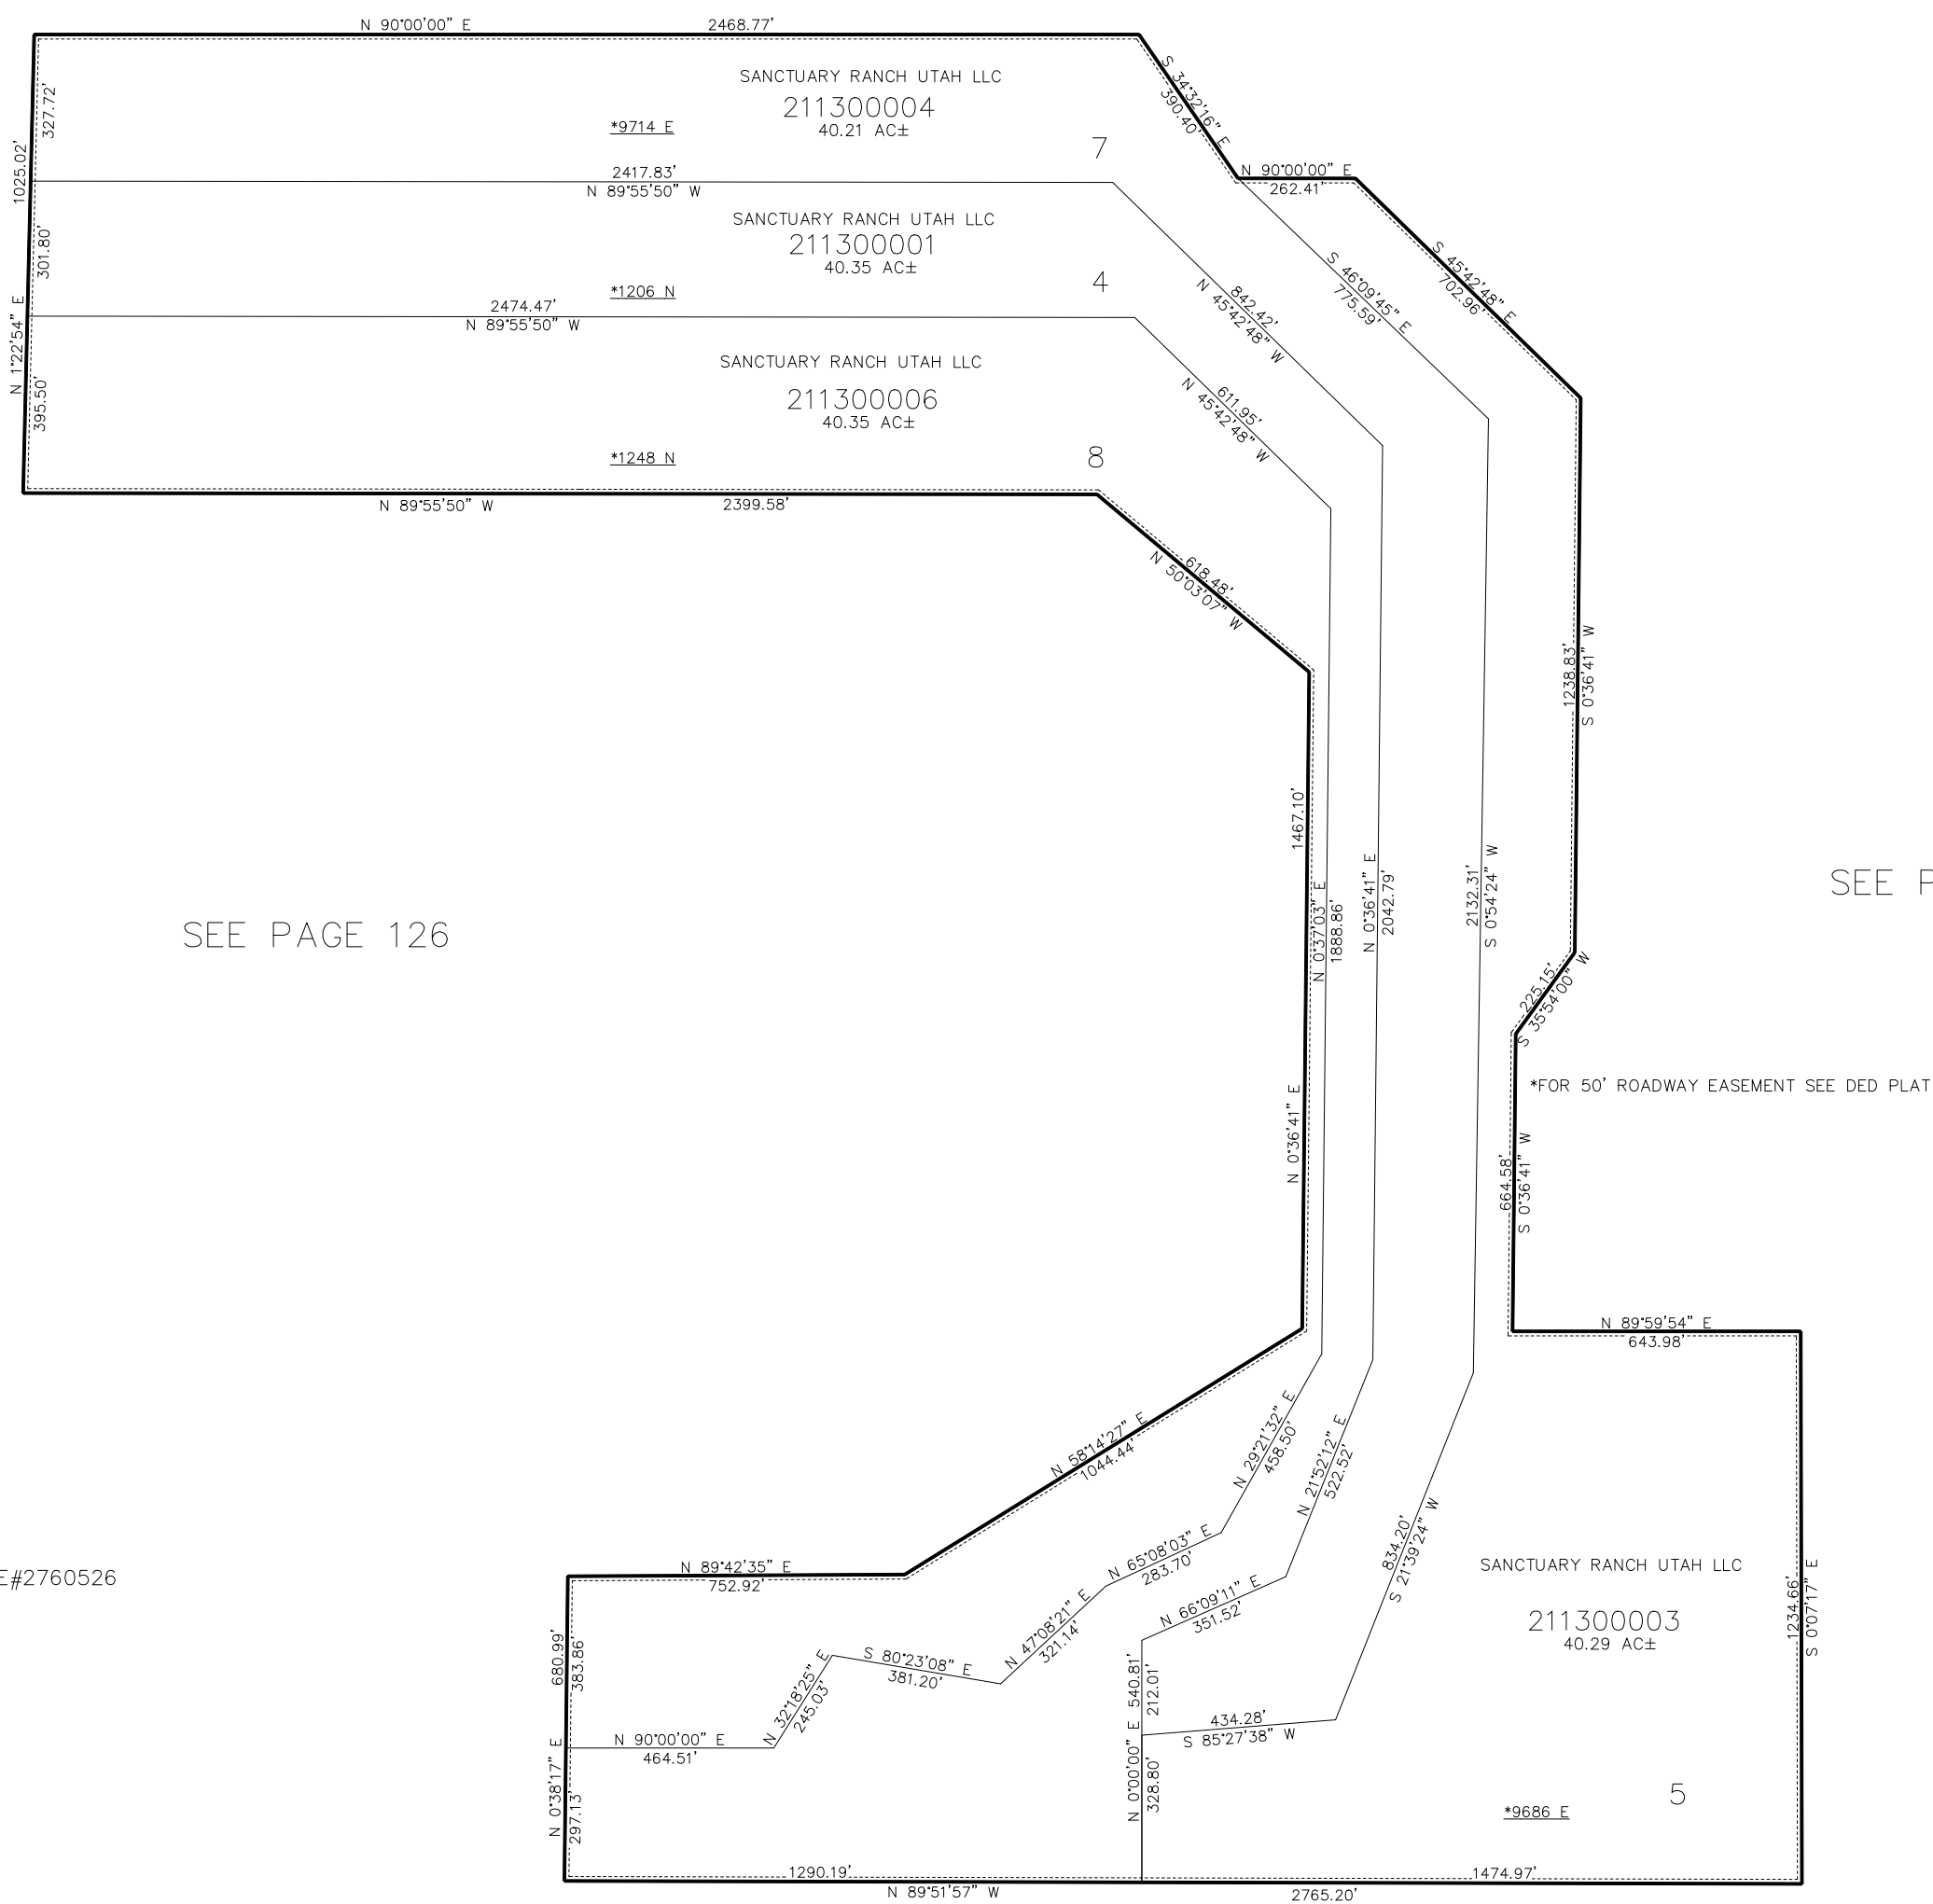 N 90°00'00" E
2468.77'
SANCTUARY RANCH UTAH LLC
211300004
40.21 AC±
*9714 E
7
327.72'
1025.02'
S 34°32'16" E
390.40'
N 90°00'00" E
262.41'
2417.83'
N 89°55'50" W
SANCTUARY RANCH UTAH LLC
211300001
40.35 AC±
*1206 N
4
301.80'
N 1°22'54" E
S 46°09'45" E
775.59'
S 45°42'48" E
702.96'
842.42'
N 45°42'48" W
2474.47'
N 89°55'50" W
SANCTUARY RANCH UTAH LLC
211300006
40.35 AC±
*1248 N
8
395.50'
611.95'
N 45°42'48" W
N 89°55'50" W
2399.58'
618.48'
N 50°03'07" W
1238.83'
S 0°36'41" W
1467.10'
N 0°36'41" E
N 0°37'03" E
1888.86'
N 0°36'41" E
2042.79'
2132.31'
S 0°54'24" W
SEE PAGE 126
SEE P
225.15'
S 35°54'00" W
*FOR 50' ROADWAY EASEMENT SEE DED PLAT
664.58'
S 0°36'41" W
N 89°59'54" E
643.98'
N 58°14'27" E
1044.44'
N 29°21'32" E
458.50'
N 21°52'12" E
522.52'
834.20'
S 21°39'24" W
E#2760526
N 89°42'35" E
752.92'
N 65°08'03" E
283.70'
N 66°09'11" E
351.52'
N 47°08'21" E
321.14'
S 80°23'08" E
381.20'
N 32°18'25" E
245.03'
680.99'
383.86'
N 90°00'00" E
464.51'
N 0°38'17" E
297.13'
N 0°00'00" E 540.81'
212.01'
328.80'
434.28'
S 85°27'38" W
SANCTUARY RANCH UTAH LLC
211300003
40.29 AC±
1234.66'
S 0°07'17" E
5
*9686 E
1290.19'
1474.97'
N 89°51'57" W
2765.20'